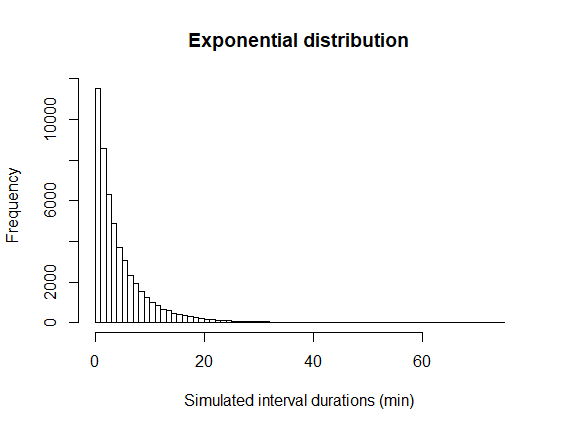 Exponential distribution
Frequency
10000
6000
2000
0
0 20 40 60
Simulated interval durations (min)